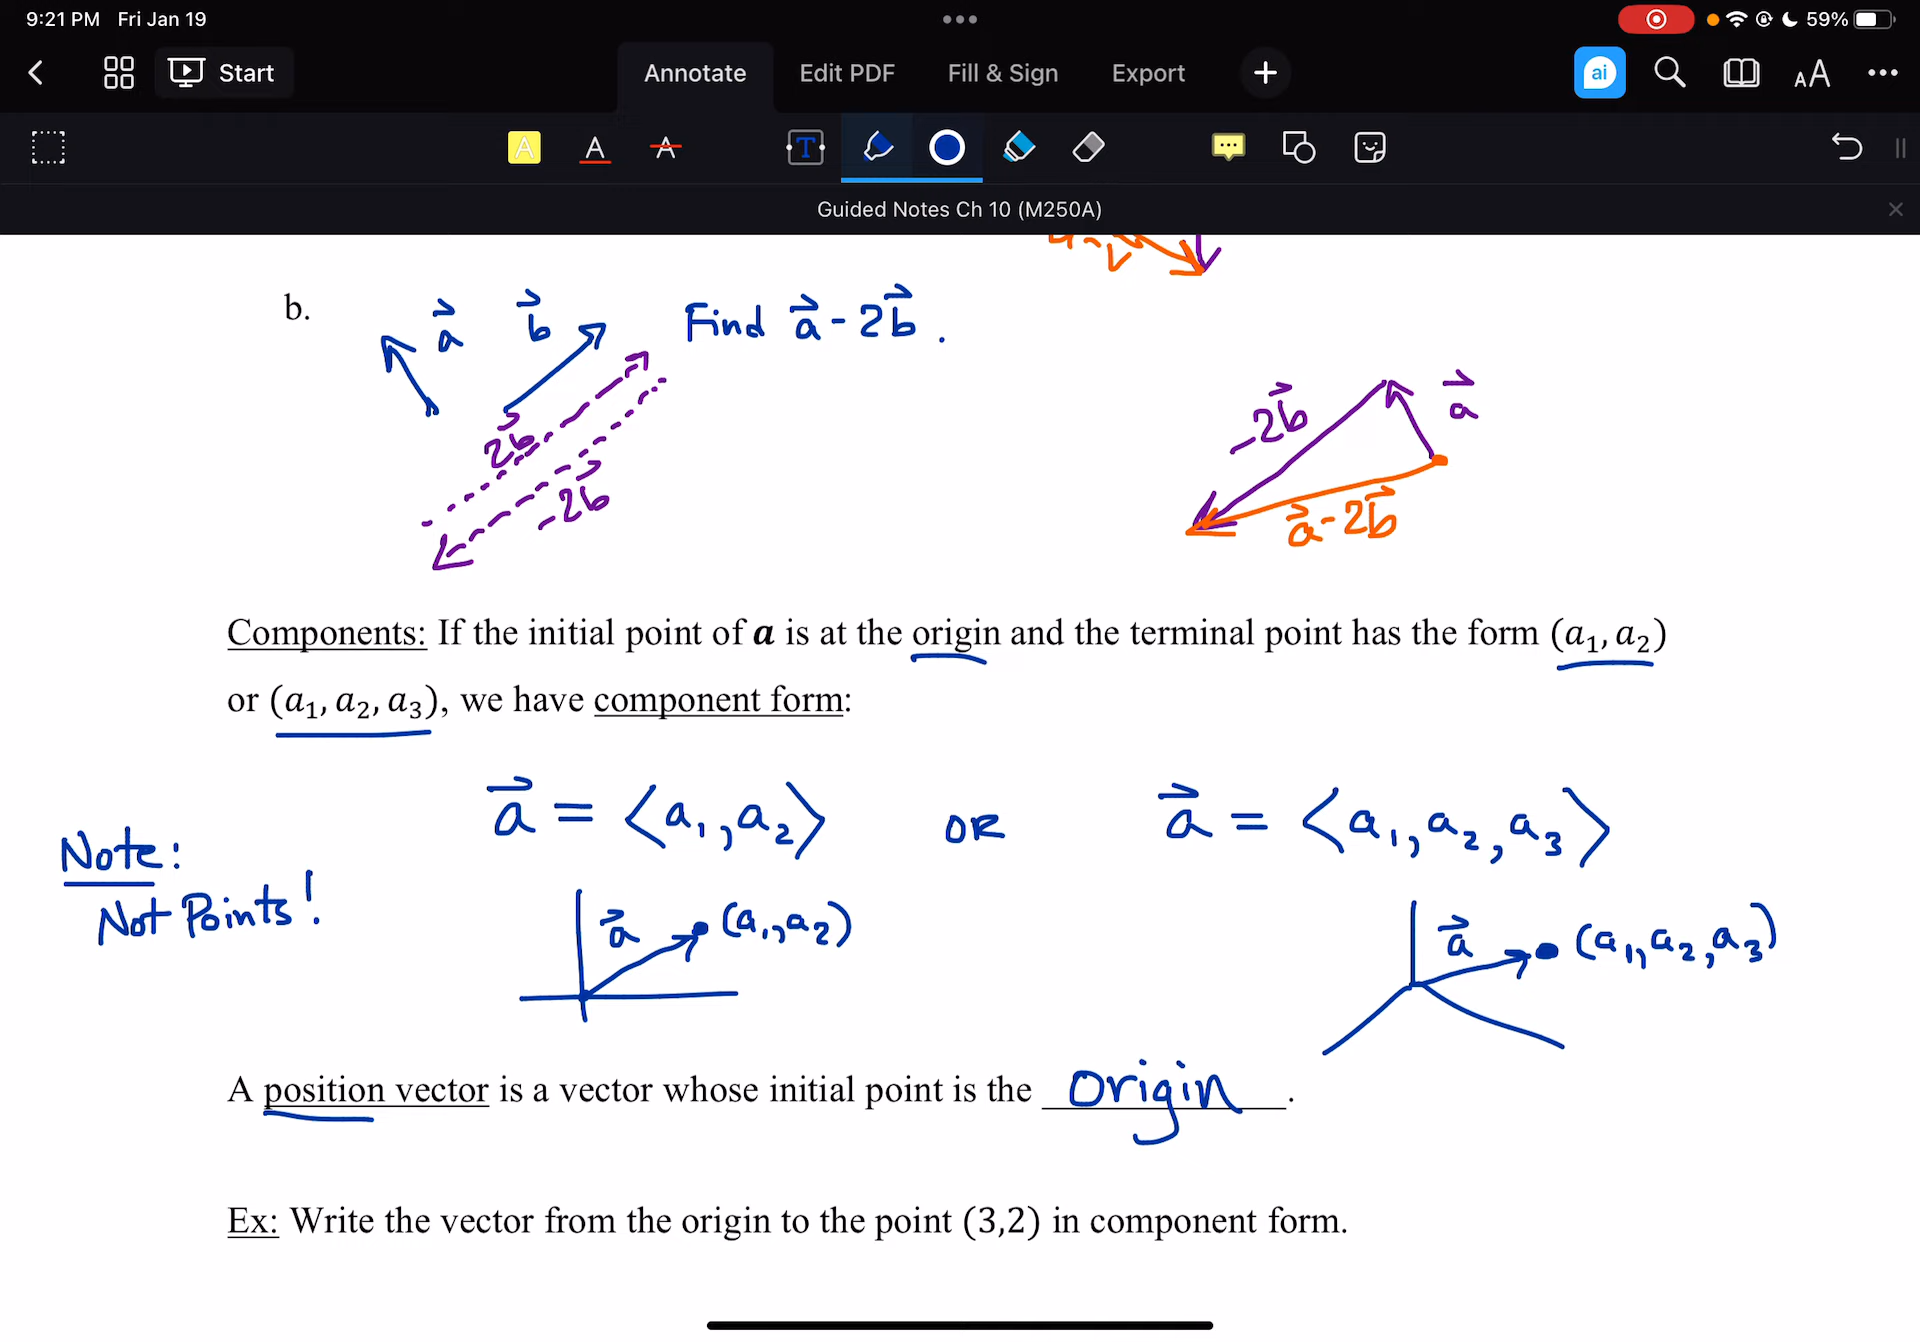 9:21 PM Fri Jan 19
59%
Start
Annotate
Edit PDF
Fill & Sign
Export
ai
AA
A
A
A
T
Guided Notes Ch 10 (M250A)
b.
a⃗ b⃗ Find a⃗ - 2b⃗ .
2b⃗
-2b⃗
-2b⃗
a⃗
a⃗ - 2b⃗
Components: If the initial point of a is at the origin and the terminal point has the form (a₁, a₂)
or (a₁, a₂, a₃), we have component form:
a⃗ = ⟨a₁, a₂⟩ OR a⃗ = ⟨a₁, a₂, a₃⟩
Note:
Not Points!
a⃗ (a₁, a₂)
a⃗ (a₁, a₂, a₃)
A position vector is a vector whose initial point is the Origin.
Ex: Write the vector from the origin to the point (3,2) in component form.